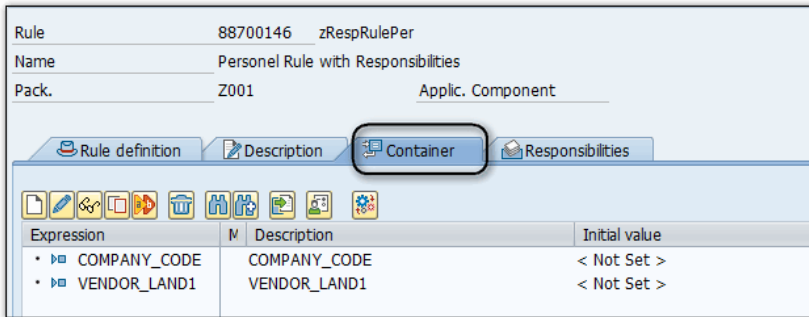 Rule 88700146 zRespRulePer
Name Personel Rule with Responsibilities
Pack. Z001 Applic. Component
Rule definition Description Container Responsibilities
Expression M Description Initial value
COMPANY_CODE COMPANY_CODE < Not Set >
VENDOR_LAND1 VENDOR_LAND1 < Not Set >